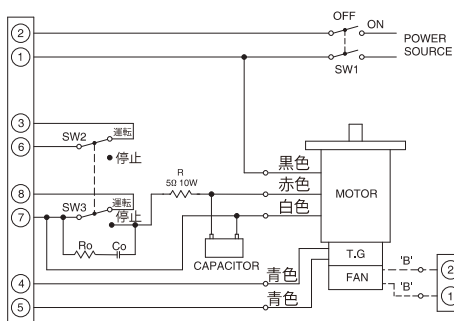 OFF
ON
②
①
POWER
SOURCE
SW1
③
SW2
運転
⑥
停止
黒色
R
5Ω 10W
赤色
MOTOR
⑧
SW3
運転
⑦
停止
白色
Ro
Co
CAPACITOR
T.G
'B'
②
FAN
④
青色
'B'
①
⑤
青色